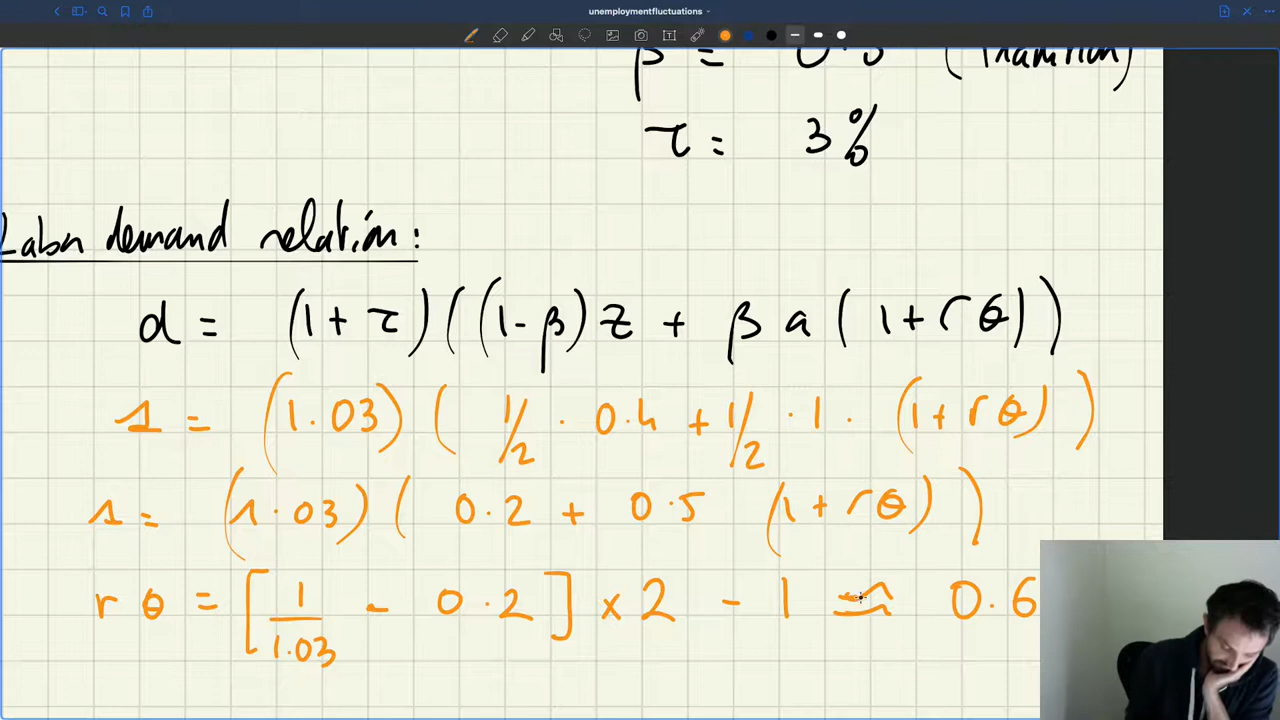 unemploymentfluctuations
β = 0.5 (
τ = 3%
Labor demand relation:
d = (1+τ)((1-β)z + β a (1+rθ))
1 = (1.03)( 1/2 · 0.4 + 1/2 · 1 · (1+rθ))
1 = (1.03)( 0.2 + 0.5 (1+rθ))
rθ = [1/1.03 - 0.2] × 2 - 1 ≈ 0.6